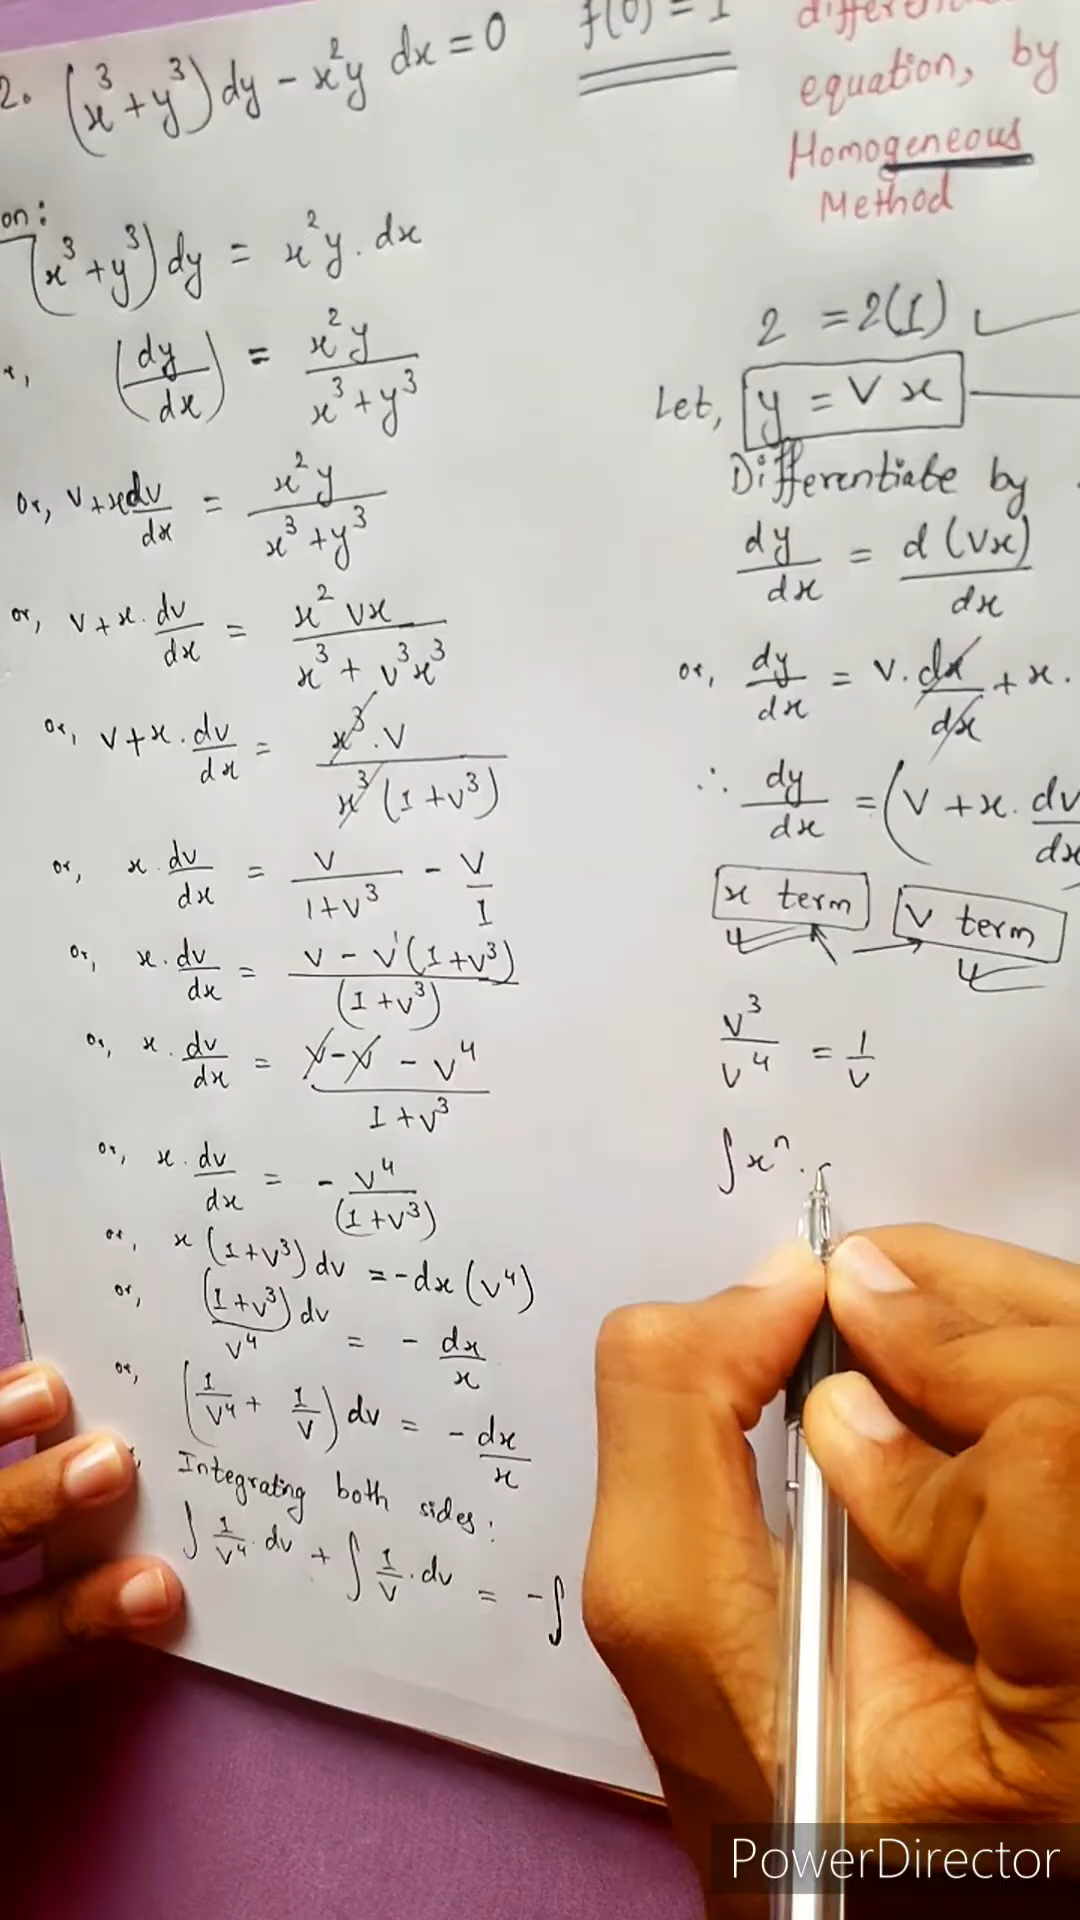 2. (x³+y³) dy - x²y dx = 0
f(0) = 1
equation, by
Homogeneous
Method
on:
(x³+y³) dy = x²y. dx
(dy/dx) = x²y/(x³+y³)
or, v+xdv/dx = x²y/(x³+y³)
or, v+x.dv/dx = x² vx/(x³+v³x³)
or, v+x.dv/dx = x³.v/(x³(1+v³))
or, x.dv/dx = v/(1+v³) - v/1
or, x.dv/dx = (v - v(1+v³))/(1+v³)
or, x.dv/dx = (v-v - v⁴)/(1+v³)
or, x.dv/dx = - v⁴/(1+v³)
or, x(1+v³) dv = -dx(v⁴)
or, (1+v³)/v⁴ dv = - dx/x
or, (1/v⁴ + 1/v) dv = - dx/x
Integrating both sides:
∫ 1/v⁴.dv + ∫ 1/v.dv = -∫
2 = 2(1)
Let, y = v x
Differentiate by
dy/dx = d(vx)/dx
or, dy/dx = v.dx/dx + x.
∴ dy/dx = (v + x.dv/dx
x term
v term
v³/v⁴ = 1/v
∫xⁿ.
PowerDirector